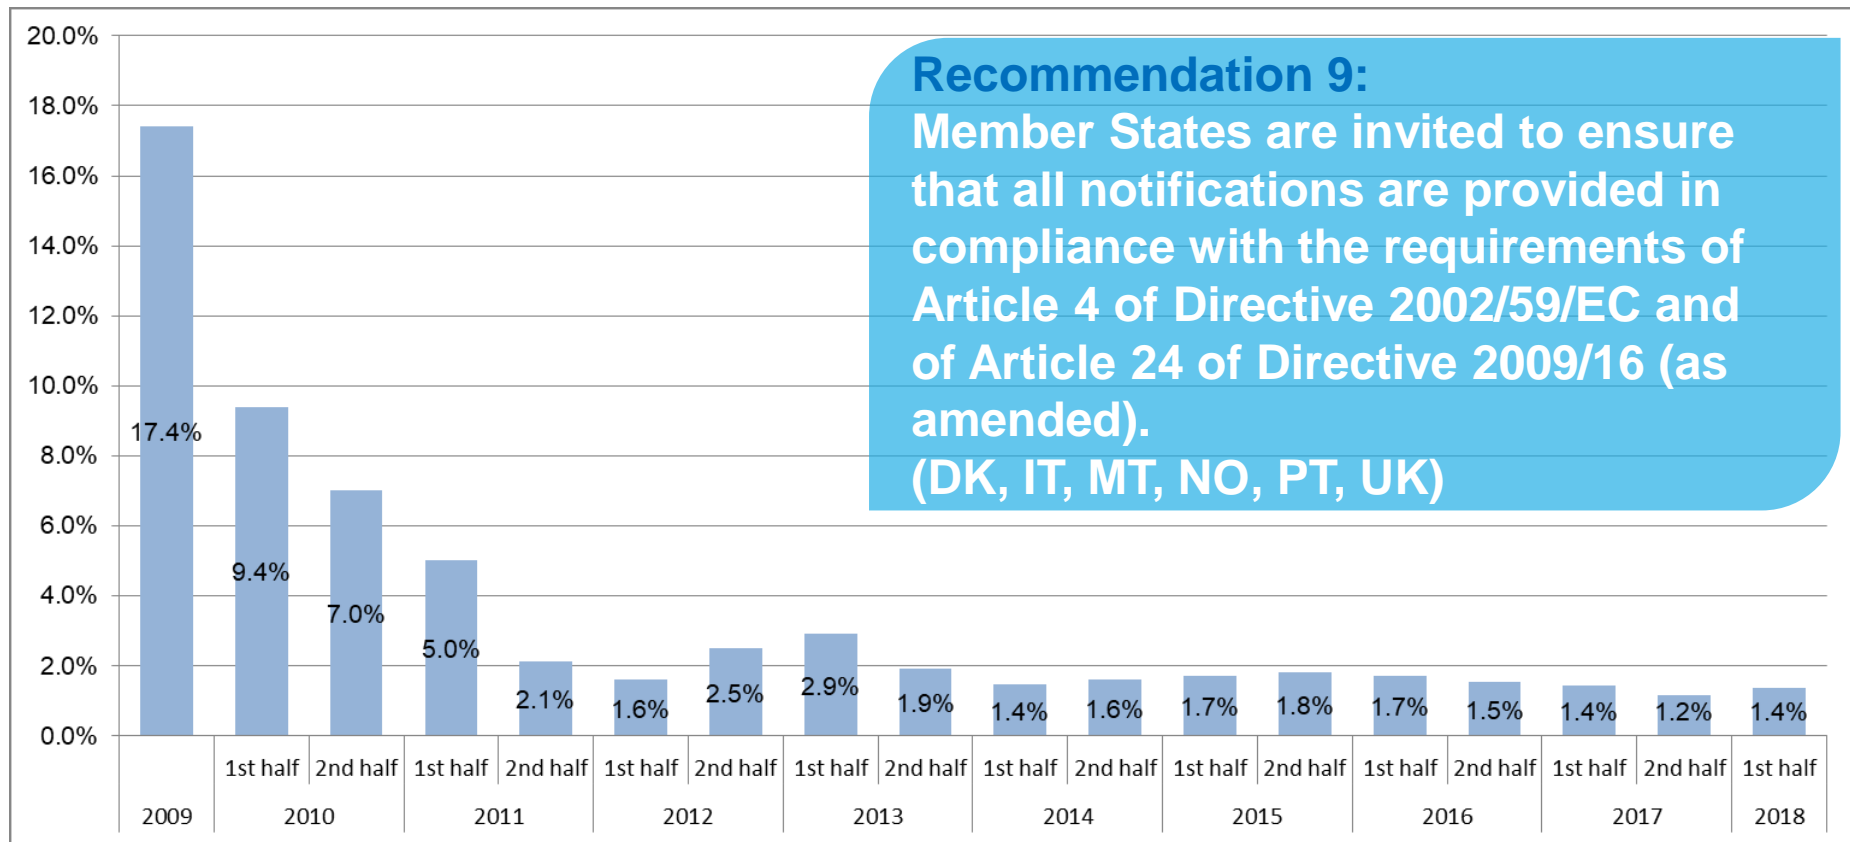 20.0%
18.0%
16.0%
14.0%
12.0%
10.0%
8.0%
6.0%
4.0%
2.0%
0.0%
Recommendation 9:
Member States are invited to ensure
that all notifications are provided in
compliance with the requirements of
Article 4 of Directive 2002/59/EC and
of Article 24 of Directive 2009/16 (as
amended).
(DK, IT, MT, NO, PT, UK)
17.4%
9.4%
7.0%
5.0%
2.1%
1.6%
2.5%
2.9%
1.9%
1.4%
1.6%
1.7%
1.8%
1.7%
1.5%
1.4%
1.2%
1.4%
1st half 2nd half 1st half 2nd half 1st half 2nd half 1st half 2nd half 1st half 2nd half 1st half 2nd half 1st half 2nd half 1st half 2nd half 1st half
2009 2010 2011 2012 2013 2014 2015 2016 2017 2018